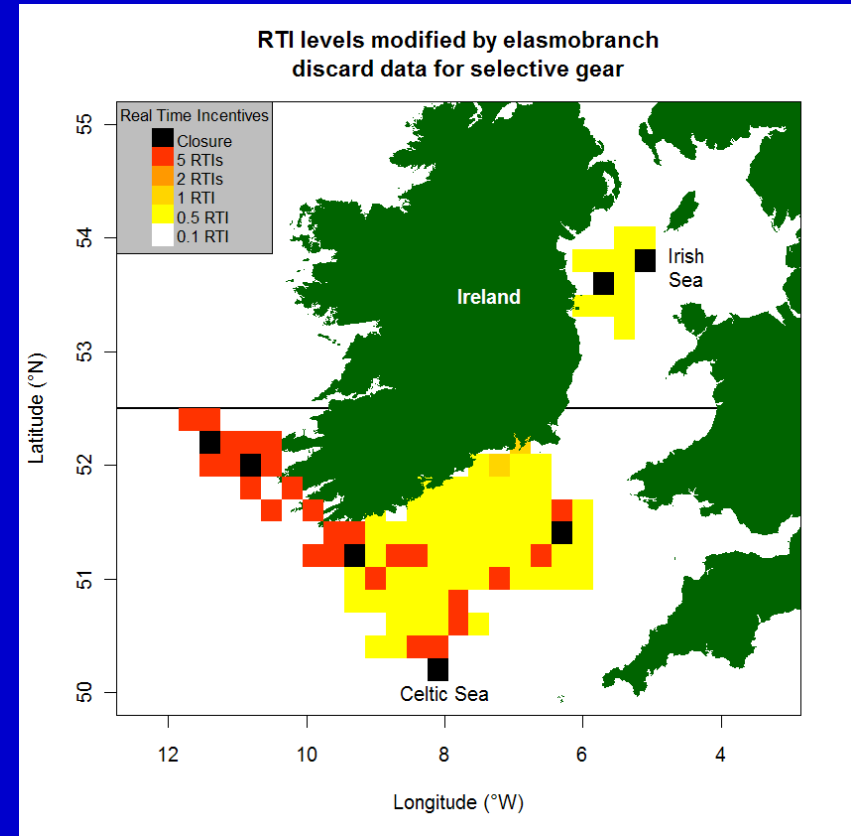 RTI levels modified by elasmobranch
discard data for selective gear
Real Time Incentives
Closure
5 RTIs
2 RTIs
1 RTI
0.5 RTI
0.1 RTI
55
54
53
52
51
50
Latitude (°N)
Irish
Sea
Ireland
Celtic Sea
12
10
8
6
4
Longitude (°W)